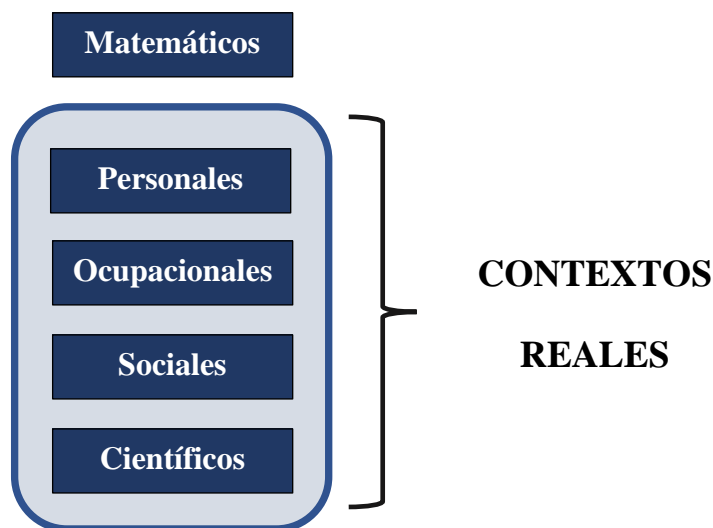 Matemáticos
Personales
Ocupacionales
Sociales
Científicos
CONTEXTOS
REALES